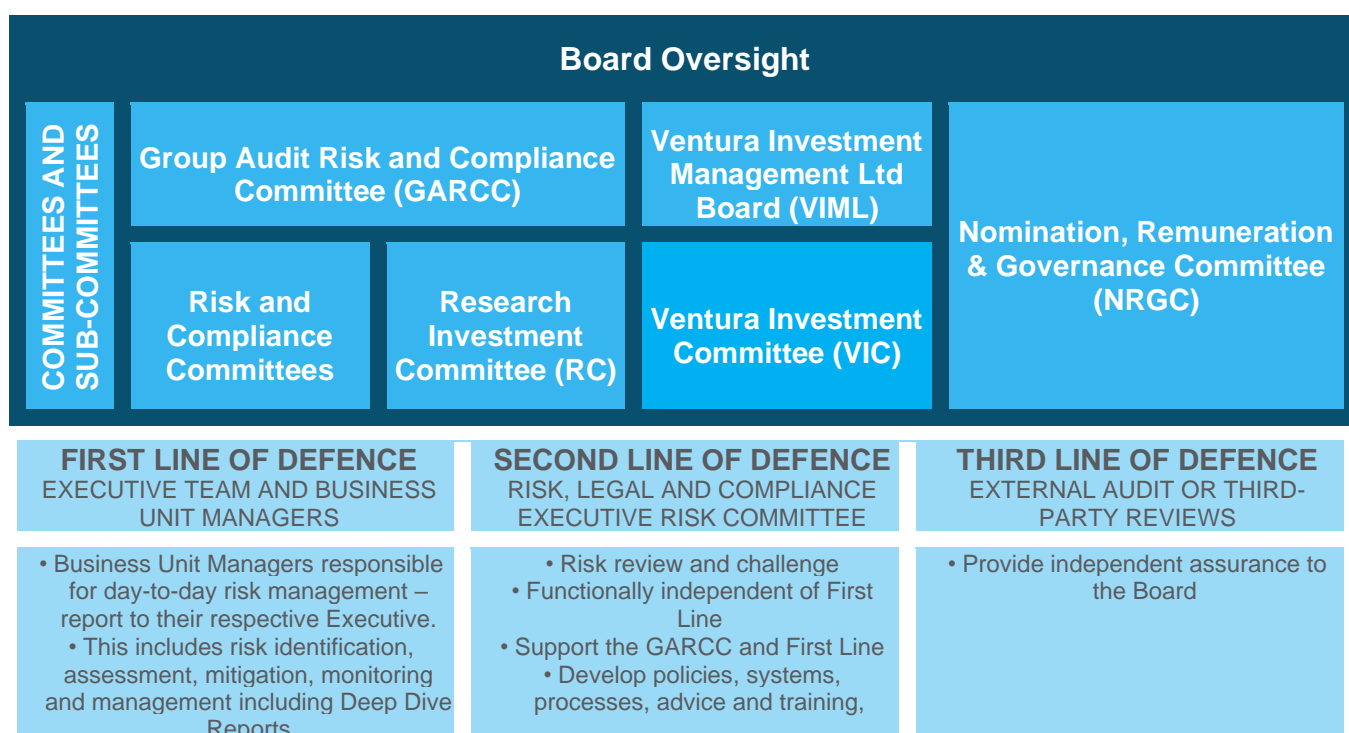 Board Oversight
COMMITTEES AND
SUB-COMMITTEES
Group Audit Risk and Compliance
Committee (GARCC)
Ventura Investment
Management Ltd
Board (VIML)
Nomination, Remuneration
& Governance Committee
(NRGC)
Risk and
Compliance
Committees
Research
Investment
Committee (RC)
Ventura Investment
Committee (VIC)
FIRST LINE OF DEFENCE
EXECUTIVE TEAM AND BUSINESS
UNIT MANAGERS
SECOND LINE OF DEFENCE
RISK, LEGAL AND COMPLIANCE
EXECUTIVE RISK COMMITTEE
THIRD LINE OF DEFENCE
EXTERNAL AUDIT OR THIRD-
PARTY REVIEWS
• Business Unit Managers responsible
for day-to-day risk management –
report to their respective Executive.
• This includes risk identification,
assessment, mitigation, monitoring
and management including Deep Dive
Reports
• Risk review and challenge
• Functionally independent of First
Line
• Support the GARCC and First Line
• Develop policies, systems,
processes, advice and training,
• Provide independent assurance to
the Board